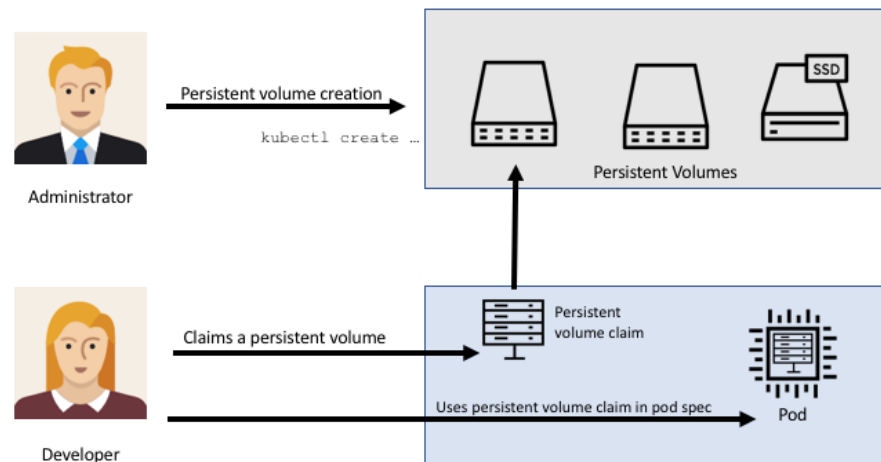 SSD
Persistent volume creation
kubectl create …
Persistent Volumes
Administrator
Persistent
volume claim
Claims a persistent volume
Uses persistent volume claim in pod spec
Pod
Developer